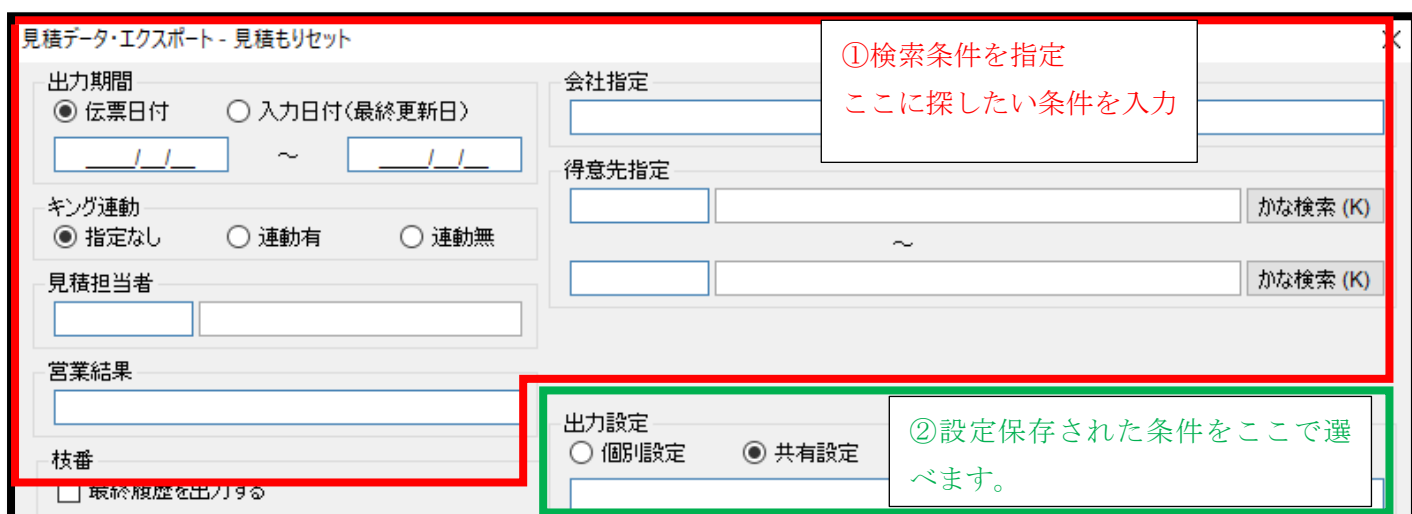 見積データ・エクスポート - 見積もりセット
①検索条件を指定
ここに探したい条件を入力
出力期間
伝票日付 入力日付(最終更新日)
____/__/__ ～ ____/__/__
会社指定
得意先指定
かな検索 (K)
～
かな検索 (K)
キング連動
指定なし 連動有 連動無
見積担当者
営業結果
枝番
最終履歴を出力する
出力設定
個別設定 共有設定
②設定保存された条件をここで選
べます。